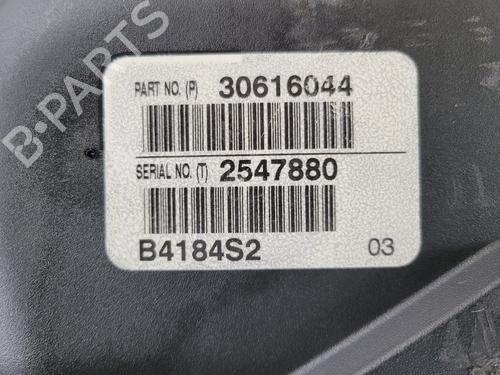 B-PARTS
PART NO. (P) 30616044
SERIAL NO. (T) 2547880
B4184S2 03